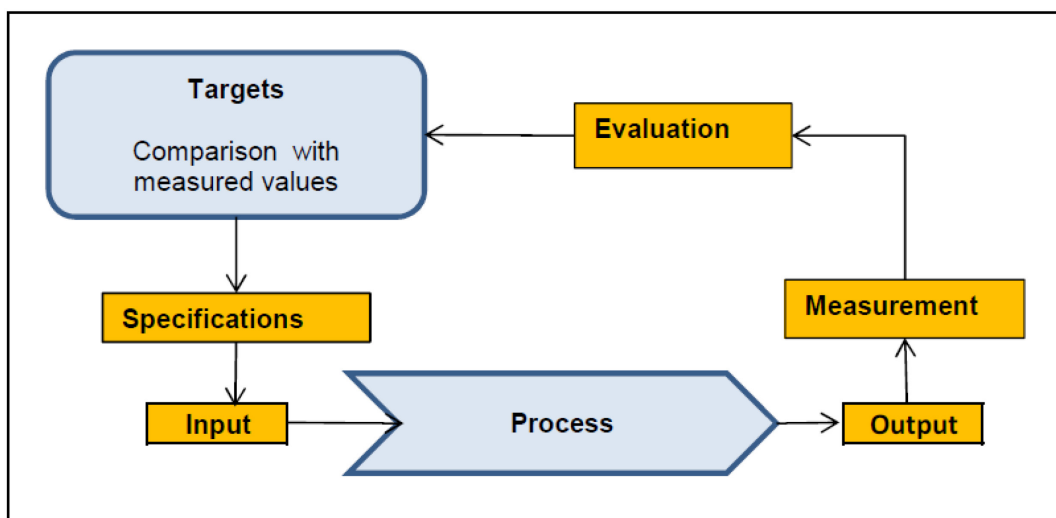 Targets
Comparison with
measured values
Evaluation
Specifications
Measurement
Input
Process
Output